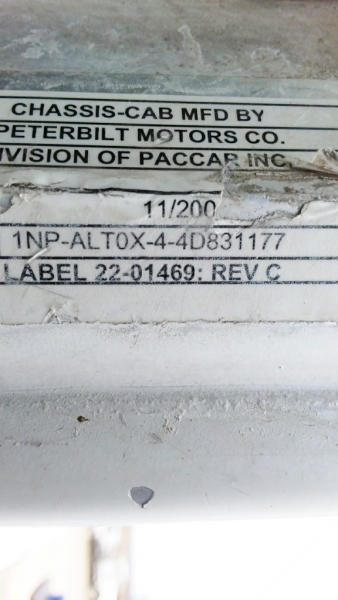 CHASSIS-CAB MFD BY
PETERBILT MOTORS CO.
IVISION OF PACCAR INC.
11/200
1NP-ALT0X-4-4D831177
LABEL 22-01469: REV C